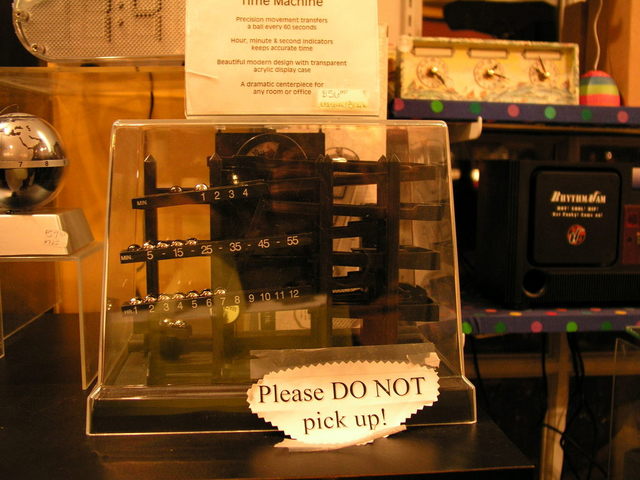 Time Machine
Precision movement transfers
a ball every 60 seconds
Hour, minute & second indicators
keeps accurate time
Beautiful modern design with transparent
acrylic display case
A dramatic centerpiece for
any room or office
MIN. 1 2 3 4
MIN. 5 - 15 - 25 - 35 - 45 - 55
HR. 1 2 3 4 5 6 7 8 9 10 11 12
Please DO NOT
pick up!
7 8
RHYTHM